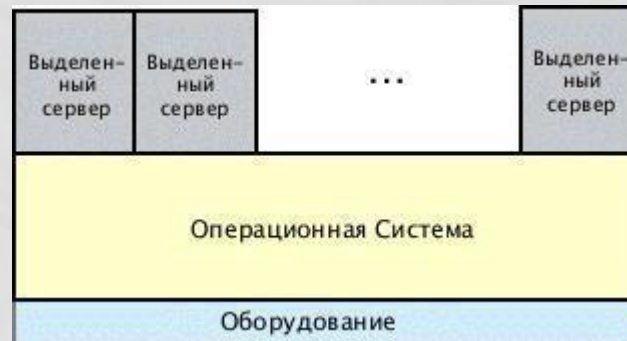 Выделен-
ный
сервер
Выделен-
ный
сервер
...
Выделен-
ный
сервер
Операционная Система
Оборудование